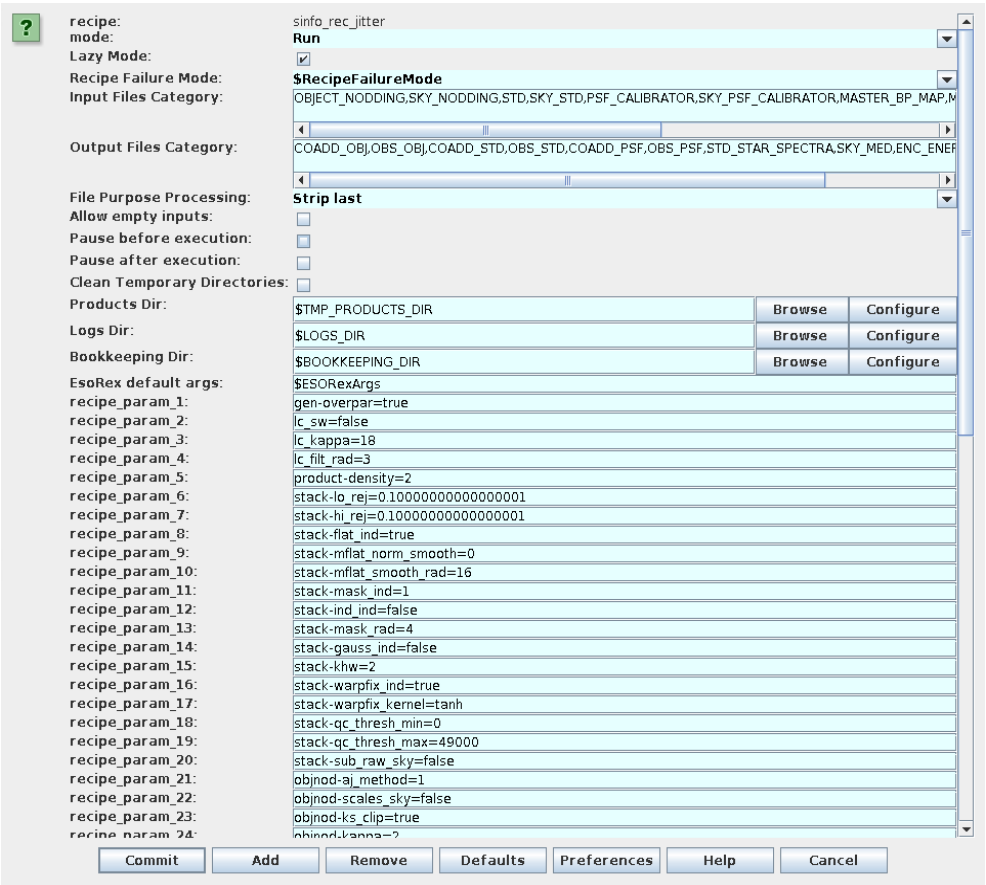 ?
recipe: sinfo_rec_jitter
mode: Run
Lazy Mode:
Recipe Failure Mode: $RecipeFailureMode
Input Files Category: OBJECT_NODDING,SKY_NODDING,STD,SKY_STD,PSF_CALIBRATOR,SKY_PSF_CALIBRATOR,MASTER_BP_MAP,M
Output Files Category: COADD_OBJ,OBS_OBJ,COADD_STD,OBS_STD,COADD_PSF,OBS_PSF,STD_STAR_SPECTRA,SKY_MED,ENC_ENER
File Purpose Processing: Strip last
Allow empty inputs:
Pause before execution:
Pause after execution:
Clean Temporary Directories:
Products Dir: $TMP_PRODUCTS_DIR Browse Configure
Logs Dir: $LOGS_DIR Browse Configure
Bookkeeping Dir: $BOOKKEEPING_DIR Browse Configure
EsoRex default args: $ESORexArgs
recipe_param_1: gen-overpar=true
recipe_param_2: lc_sw=false
recipe_param_3: lc_kappa=18
recipe_param_4: lc_filt_rad=3
recipe_param_5: product-density=2
recipe_param_6: stack-lo_rej=0.10000000000000001
recipe_param_7: stack-hi_rej=0.10000000000000001
recipe_param_8: stack-flat_ind=true
recipe_param_9: stack-mflat_norm_smooth=0
recipe_param_10: stack-mflat_smooth_rad=16
recipe_param_11: stack-mask_ind=1
recipe_param_12: stack-ind_ind=false
recipe_param_13: stack-mask_rad=4
recipe_param_14: stack-gauss_ind=false
recipe_param_15: stack-khw=2
recipe_param_16: stack-warpfix_ind=true
recipe_param_17: stack-warpfix_kernel=tanh
recipe_param_18: stack-qc_thresh_min=0
recipe_param_19: stack-qc_thresh_max=49000
recipe_param_20: stack-sub_raw_sky=false
recipe_param_21: objnod-aj_method=1
recipe_param_22: objnod-scales_sky=false
recipe_param_23: objnod-ks_clip=true
recipe_param_24: objnod-kappa=2
Commit Add Remove Defaults Preferences Help Cancel